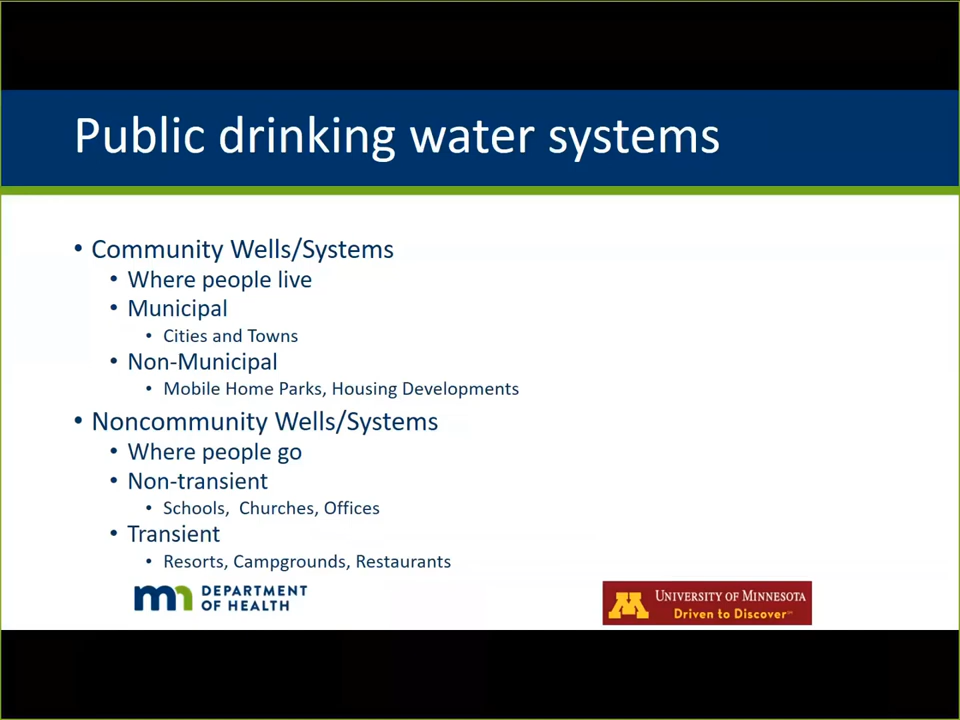 Public drinking water systems
• Community Wells/Systems
• Where people live
• Municipal
• Cities and Towns
• Non-Municipal
• Mobile Home Parks, Housing Developments
• Noncommunity Wells/Systems
• Where people go
• Non-transient
• Schools,  Churches, Offices
• Transient
• Resorts, Campgrounds, Restaurants
mn DEPARTMENT
OF HEALTH
M UNIVERSITY OF MINNESOTA
Driven to Discover℠